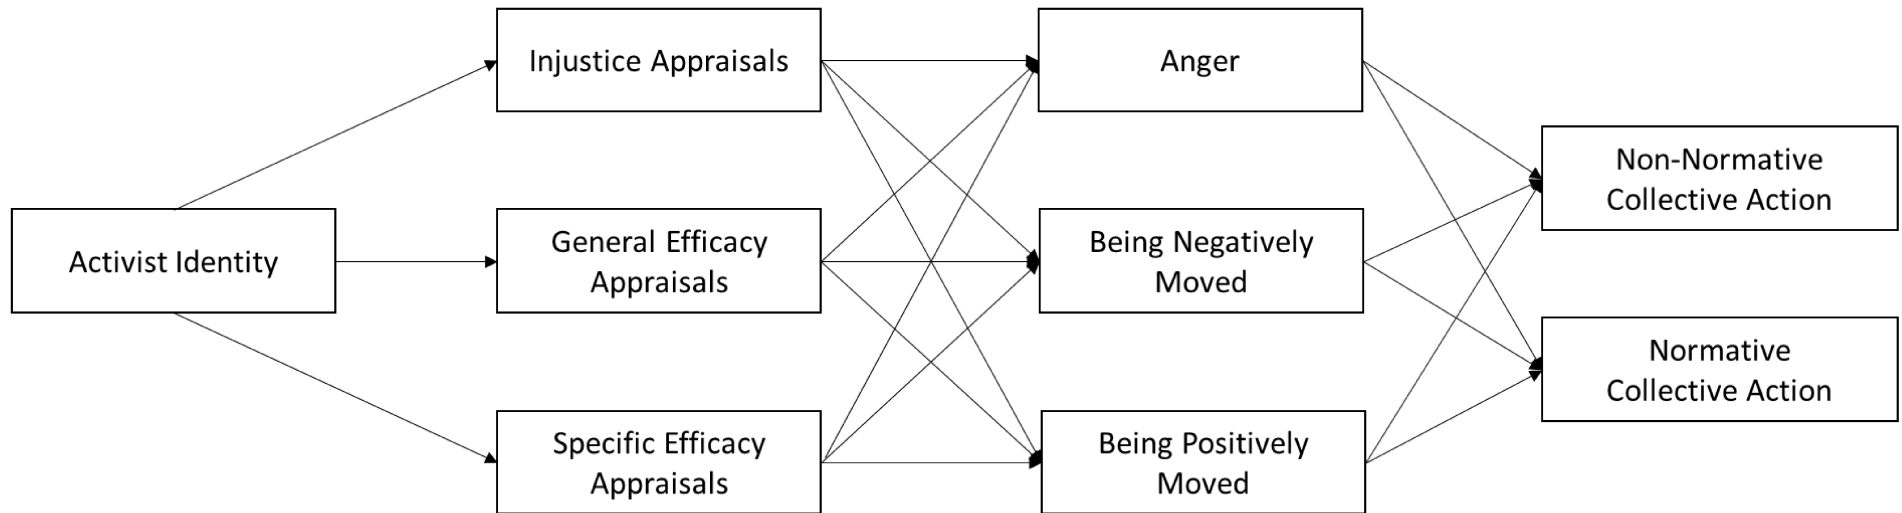 Activist Identity
Injustice Appraisals
General Efficacy
Appraisals
Specific Efficacy
Appraisals
Anger
Being Negatively
Moved
Being Positively
Moved
Non-Normative
Collective Action
Normative
Collective Action